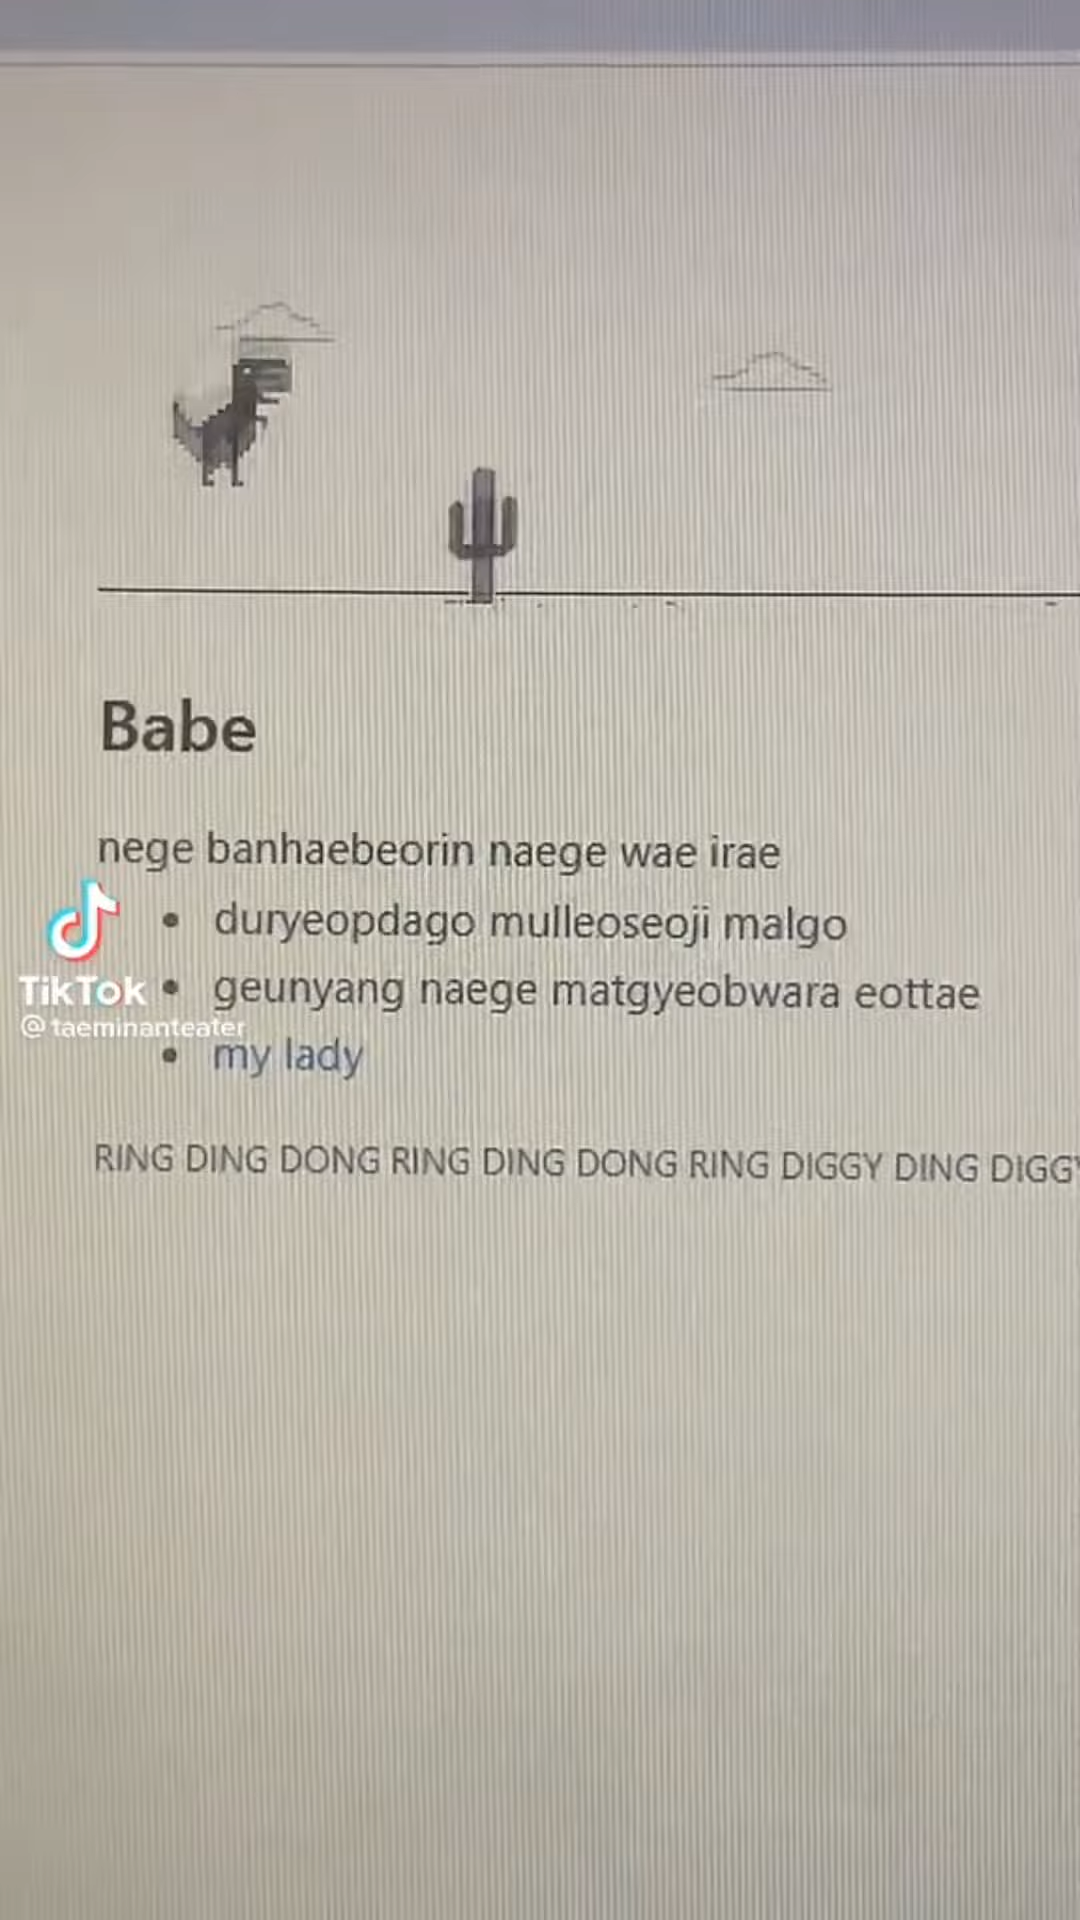 Babe
nege banhaebeorin naege wae irae
• duryeopdago mulleoseoji malgo
• geunyang naege matgyeobwara eottae
• my lady
TikTok
@taeminanteater
RING DING DONG RING DING DONG RING DIGGY DING DIGGY